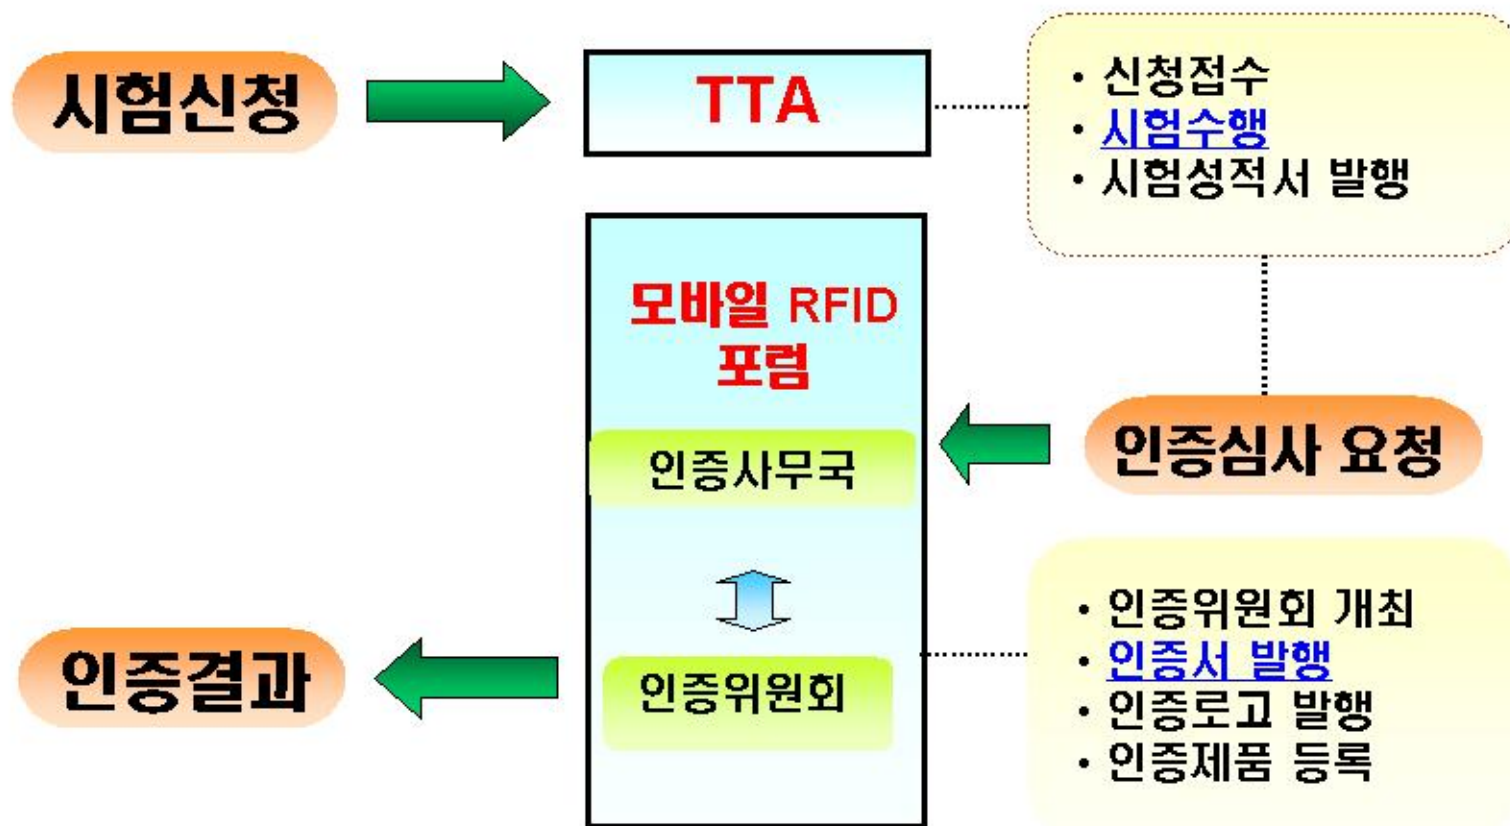 시험신청
TTA
• 신청접수
• 시험수행
• 시험성적서 발행
모바일 RFID
포럼
인증사무국
인증심사 요청
인증위원회
인증결과
• 인증위원회 개최
• 인증서 발행
• 인증로고 발행
• 인증제품 등록